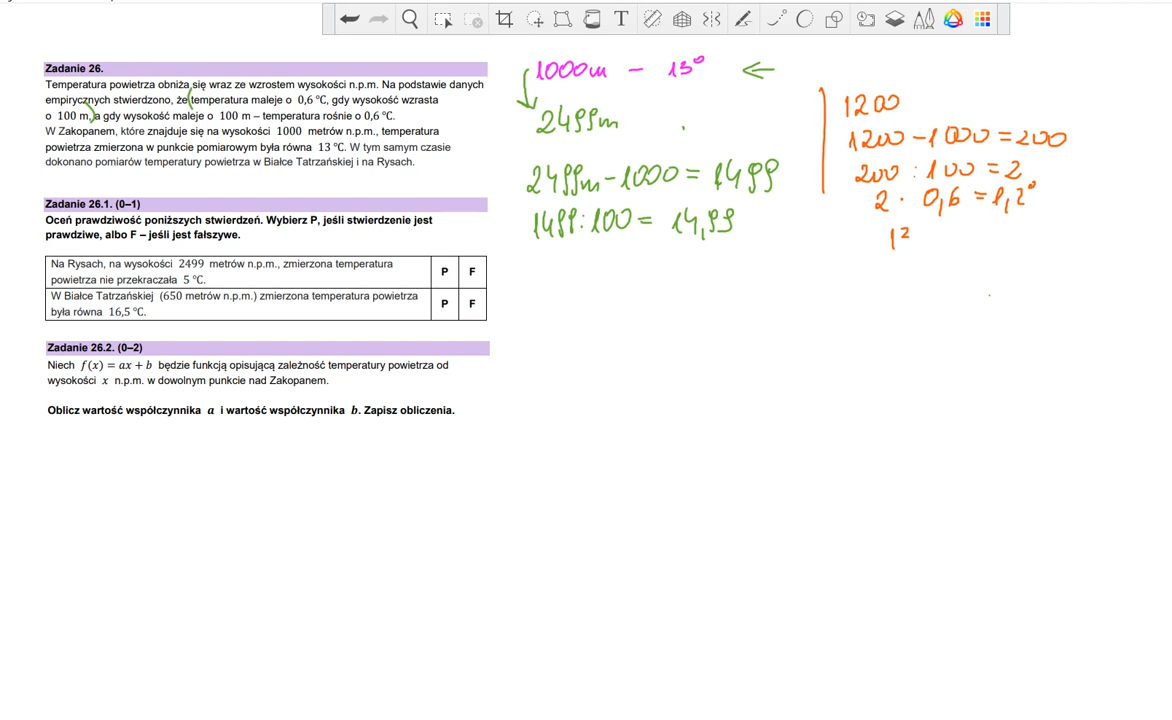 Zadanie 26.
Temperatura powietrza obniża się wraz ze wzrostem wysokości n.p.m. Na podstawie danych
empirycznych stwierdzono, że temperatura maleje o 0,6 °C, gdy wysokość wzrasta
o 100 m, a gdy wysokość maleje o 100 m – temperatura rośnie o 0,6 °C.
W Zakopanem, które znajduje się na wysokości 1000 metrów n.p.m., temperatura
powietrza zmierzona w punkcie pomiarowym była równa 13 °C. W tym samym czasie
dokonano pomiarów temperatury powietrza w Białce Tatrzańskiej i na Rysach.
Zadanie 26.1. (0–1)
Oceń prawdziwość poniższych stwierdzeń. Wybierz P, jeśli stwierdzenie jest
prawdziwe, albo F – jeśli jest fałszywe.
Na Rysach, na wysokości 2499 metrów n.p.m., zmierzona temperatura
powietrza nie przekraczała 5 °C.
P F
W Białce Tatrzańskiej (650 metrów n.p.m.) zmierzona temperatura powietrza
była równa 16,5 °C.
P F
Zadanie 26.2. (0–2)
Niech f(x) = ax + b będzie funkcją opisującą zależność temperatury powietrza od
wysokości x n.p.m. w dowolnym punkcie nad Zakopanem.
Oblicz wartość współczynnika a i wartość współczynnika b. Zapisz obliczenia.
1000m – 13° ←
2499m
2499m – 1000 = 1499
1499 : 100 = 14,99
1200
1200 – 1000 = 200
200 : 100 = 2
2 · 0,6 = 1,2°
1²
T